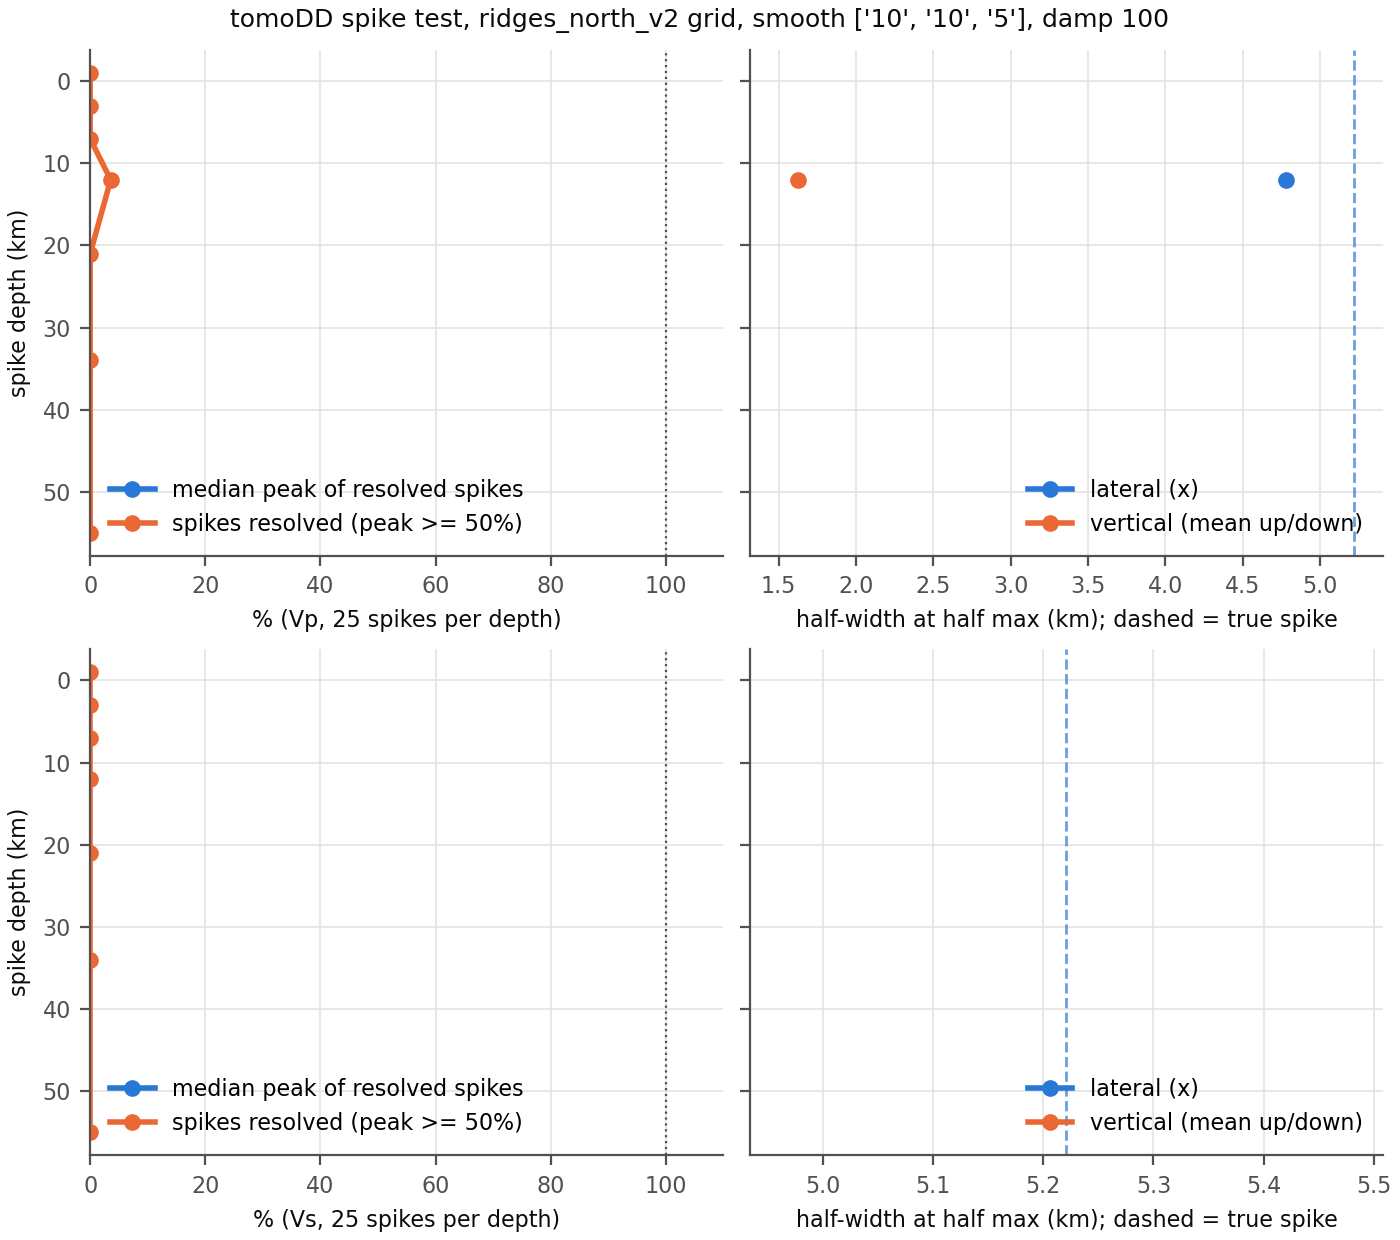 tomoDD spike test, ridges_north_v2 grid, smooth ['10', '10', '5'], damp 100
spike depth (km)
0
10
20
30
40
50
median peak of resolved spikes
spikes resolved (peak >= 50%)
0 20 40 60 80 100
% (Vp, 25 spikes per depth)
lateral (x)
vertical (mean up/down)
1.5 2.0 2.5 3.0 3.5 4.0 4.5 5.0
half-width at half max (km); dashed = true spike
spike depth (km)
0
10
20
30
40
50
median peak of resolved spikes
spikes resolved (peak >= 50%)
0 20 40 60 80 100
% (Vs, 25 spikes per depth)
lateral (x)
vertical (mean up/down)
5.0 5.1 5.2 5.3 5.4 5.5
half-width at half max (km); dashed = true spike